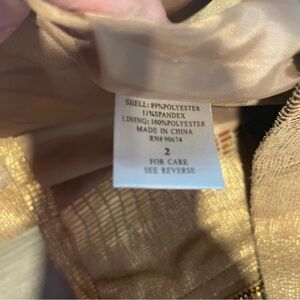 SHELL: 89%POLYESTER
11%SPANDEX
LINING: 100%POLYESTER
MADE IN CHINA
RN# 90674
2
FOR CARE
SEE REVERSE